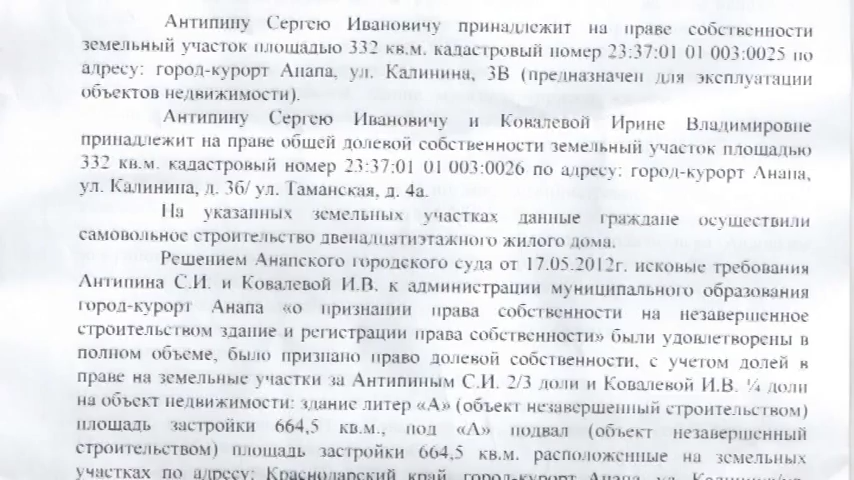 Антипину Сергею Ивановичу принадлежит на праве собственности
земельный участок площадью 332 кв.м. кадастровый номер 23:37:01 01 003:0025 по
адресу: город-курорт Анапа, ул. Калинина, 3В (предназначен для эксплуатации
объектов недвижимости).
Антипину Сергею Ивановичу и Ковалевой Ирине Владимировне
принадлежит на праве общей долевой собственности земельный участок площадью
332 кв.м. кадастровый номер 23:37:01 01 003:0026 по адресу: город-курорт Анапа,
ул. Калинина, д. 3б/ ул. Таманская, д. 4а.
На указанных земельных участках данные граждане осуществили
самовольное строительство двенадцатиэтажного жилого дома.
Решением Анапского городского суда от 17.05.2012г. исковые требования
Антипина С.И. и Ковалевой И.В. к администрации муниципального образования
город-курорт Анапа «о признании права собственности на незавершенное
строительством здание и регистрации права собственности» были удовлетворены в
полном объеме, было признано право долевой собственности, с учетом долей в
праве на земельные участки за Антипиным С.И. 2/3 доли и Ковалевой И.В. ¼ доли
на объект недвижимости: здание литер «А» (объект незавершенный строительством)
площадь застройки 664,5 кв.м., под «А» подвал (объект незавершенный
строительством) площадь застройки 664,5 кв.м. расположенные на земельных
участках по адресу: Краснодарский край, город-курорт Анапа, ул.